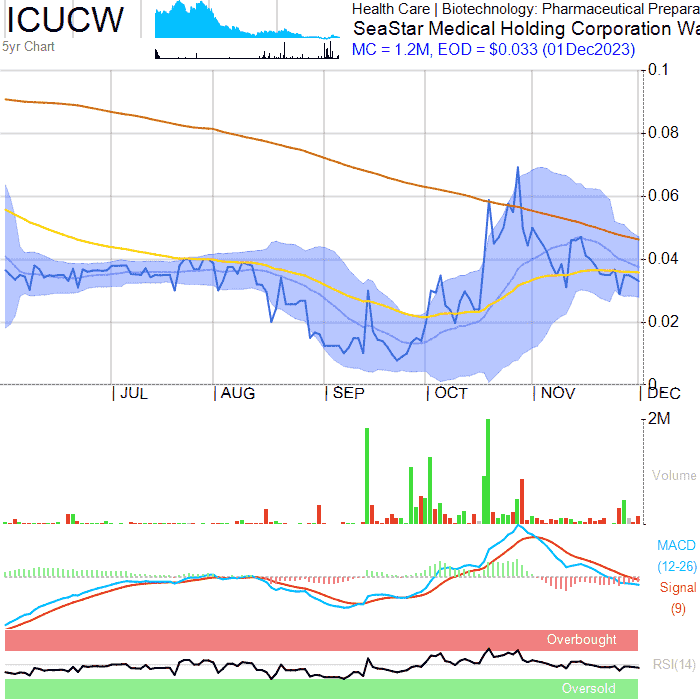 ICUCW
5yr Chart
Health Care | Biotechnology: Pharmaceutical Prepara
SeaStar Medical Holding Corporation Wa
MC = 1.2M, EOD = $0.033 (01Dec2023)
0.1
0.08
0.06
0.04
0.02
0
JUL
AUG
SEP
OCT
NOV
DEC
2M
Volume
MACD
(12-26)
Signal
(9)
Overbought
RSI(14)
Oversold